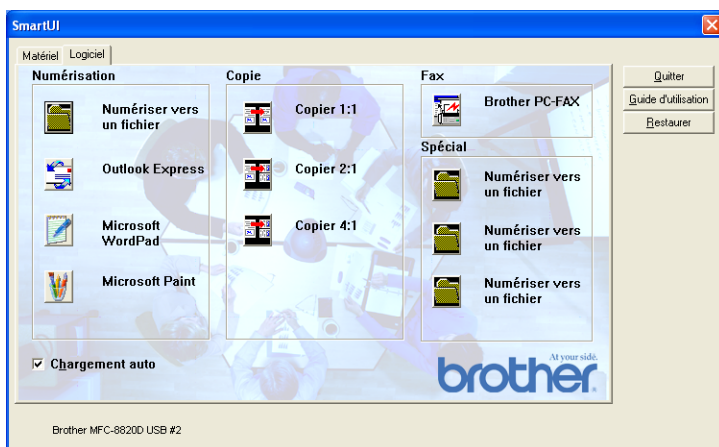 SmartUI
Matériel
Logiciel
Numérisation
Numériser vers
un fichier
Outlook Express
Microsoft
WordPad
Microsoft Paint
Copie
Copier 1:1
Copier 2:1
Copier 4:1
Fax
Brother PC-FAX
Spécial
Numériser vers
un fichier
Numériser vers
un fichier
Numériser vers
un fichier
Quitter
Guide d'utilisation
Restaurer
Chargement auto
At your side.
brother
Brother MFC-8820D USB #2